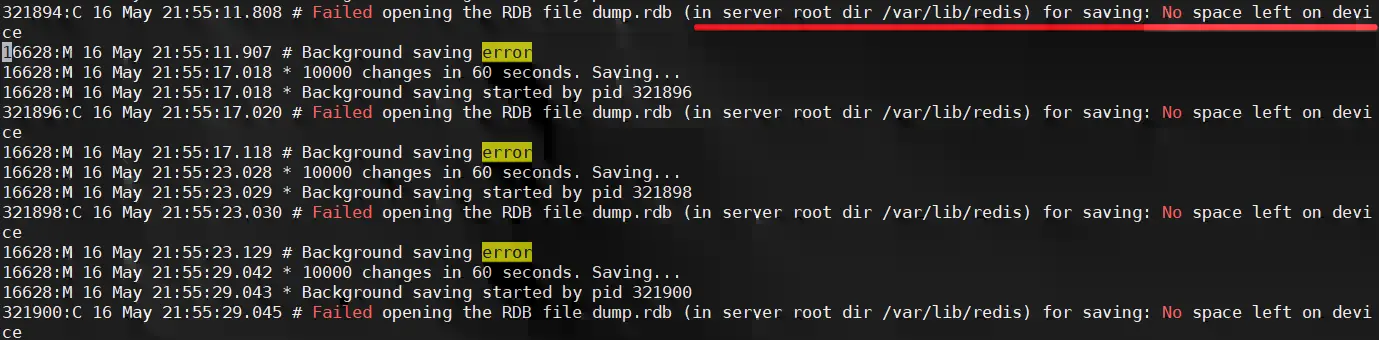 321894:C 16 May 21:55:11.808 # Failed opening the RDB file dump.rdb (in server root dir /var/lib/redis) for saving: No space left on devi
ce
16628:M 16 May 21:55:11.907 # Background saving error
16628:M 16 May 21:55:17.018 * 10000 changes in 60 seconds. Saving...
16628:M 16 May 21:55:17.018 * Background saving started by pid 321896
321896:C 16 May 21:55:17.020 # Failed opening the RDB file dump.rdb (in server root dir /var/lib/redis) for saving: No space left on devi
ce
16628:M 16 May 21:55:17.118 # Background saving error
16628:M 16 May 21:55:23.028 * 10000 changes in 60 seconds. Saving...
16628:M 16 May 21:55:23.029 * Background saving started by pid 321898
321898:C 16 May 21:55:23.030 # Failed opening the RDB file dump.rdb (in server root dir /var/lib/redis) for saving: No space left on devi
ce
16628:M 16 May 21:55:23.129 # Background saving error
16628:M 16 May 21:55:29.042 * 10000 changes in 60 seconds. Saving...
16628:M 16 May 21:55:29.043 * Background saving started by pid 321900
321900:C 16 May 21:55:29.045 # Failed opening the RDB file dump.rdb (in server root dir /var/lib/redis) for saving: No space left on devi
ce